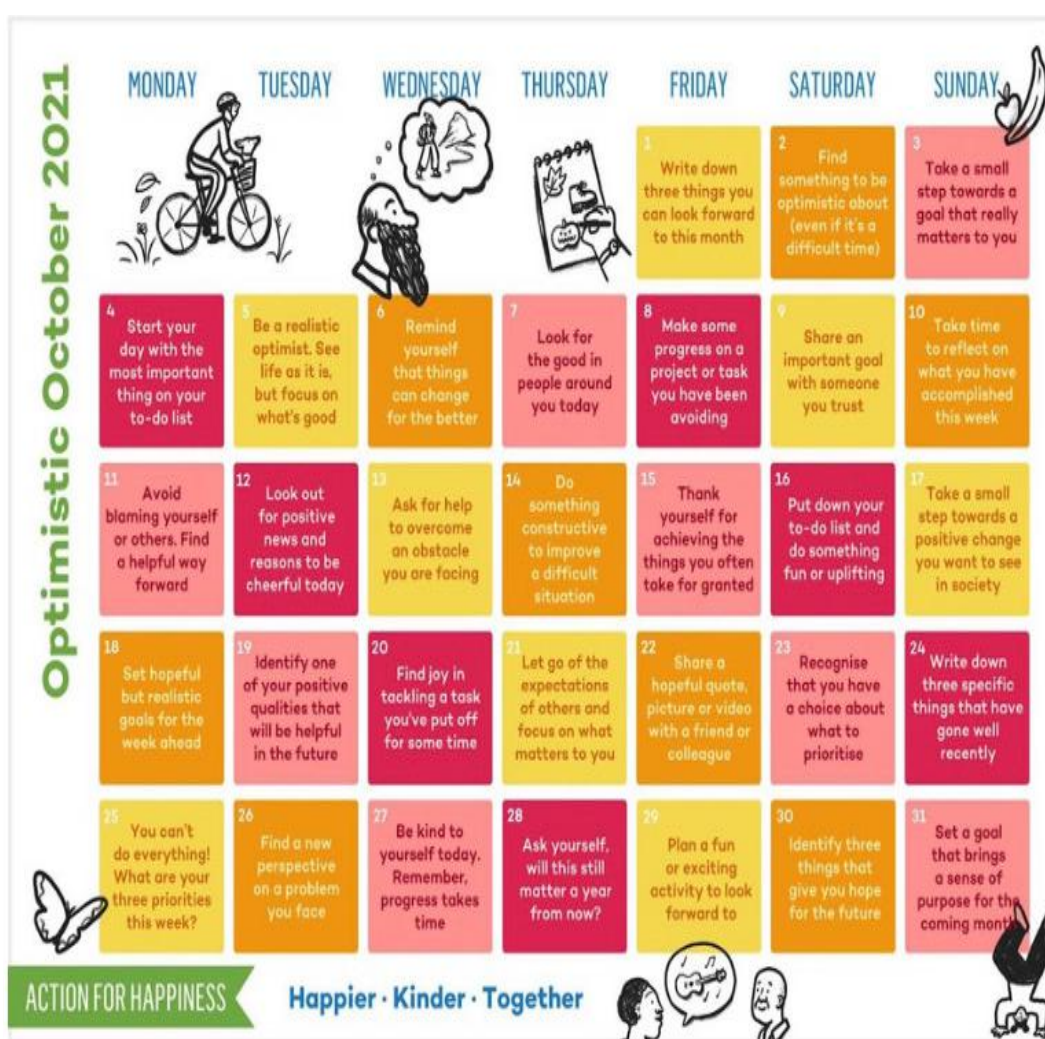 Optimistic October 2021
MONDAY
TUESDAY
WEDNESDAY
THURSDAY
FRIDAY
SATURDAY
SUNDAY
1
Write down
three things you
can look forward
to this month
2
Find
something to be
optimistic about
(even if it's a
difficult time)
3
Take a small
step towards a
goal that really
matters to you
4
Start your
day with the
most important
thing on your
to-do list
5
Be a realistic
optimist. See
life as it is,
but focus on
what's good
6
Remind
yourself
that things
can change
for the better
7
Look for
the good in
people around
you today
8
Make some
progress on a
project or task
you have been
avoiding
9
Share an
important goal
with someone
you trust
10
Take time
to reflect on
what you have
accomplished
this week
11
Avoid
blaming yourself
or others. Find
a helpful way
forward
12
Look out
for positive
news and
reasons to be
cheerful today
13
Ask for help
to overcome
an obstacle
you are facing
14
Do
something
constructive
to improve
a difficult
situation
15
Thank
yourself for
achieving the
things you often
take for granted
16
Put down your
to-do list and
do something
fun or uplifting
17
Take a small
step towards a
positive change
you want to see
in society
18
Set hopeful
but realistic
goals for the
week ahead
19
Identify one
of your positive
qualities that
will be helpful
in the future
20
Find joy in
tackling a task
you've put off
for some time
21
Let go of the
expectations
of others and
focus on what
matters to you
22
Share a
hopeful quote,
picture or video
with a friend or
colleague
23
Recognise
that you have
a choice about
what to
prioritise
24
Write down
three specific
things that have
gone well
recently
25
You can't
do everything!
What are your
three priorities
this week?
26
Find a new
perspective
on a problem
you face
27
Be kind to
yourself today.
Remember,
progress takes
time
28
Ask yourself,
will this still
matter a year
from now?
29
Plan a fun
or exciting
activity to look
forward to
30
Identify three
things that
give you hope
for the future
31
Set a goal
that brings
a sense of
purpose for the
coming month
ACTION FOR HAPPINESS
Happier · Kinder · Together